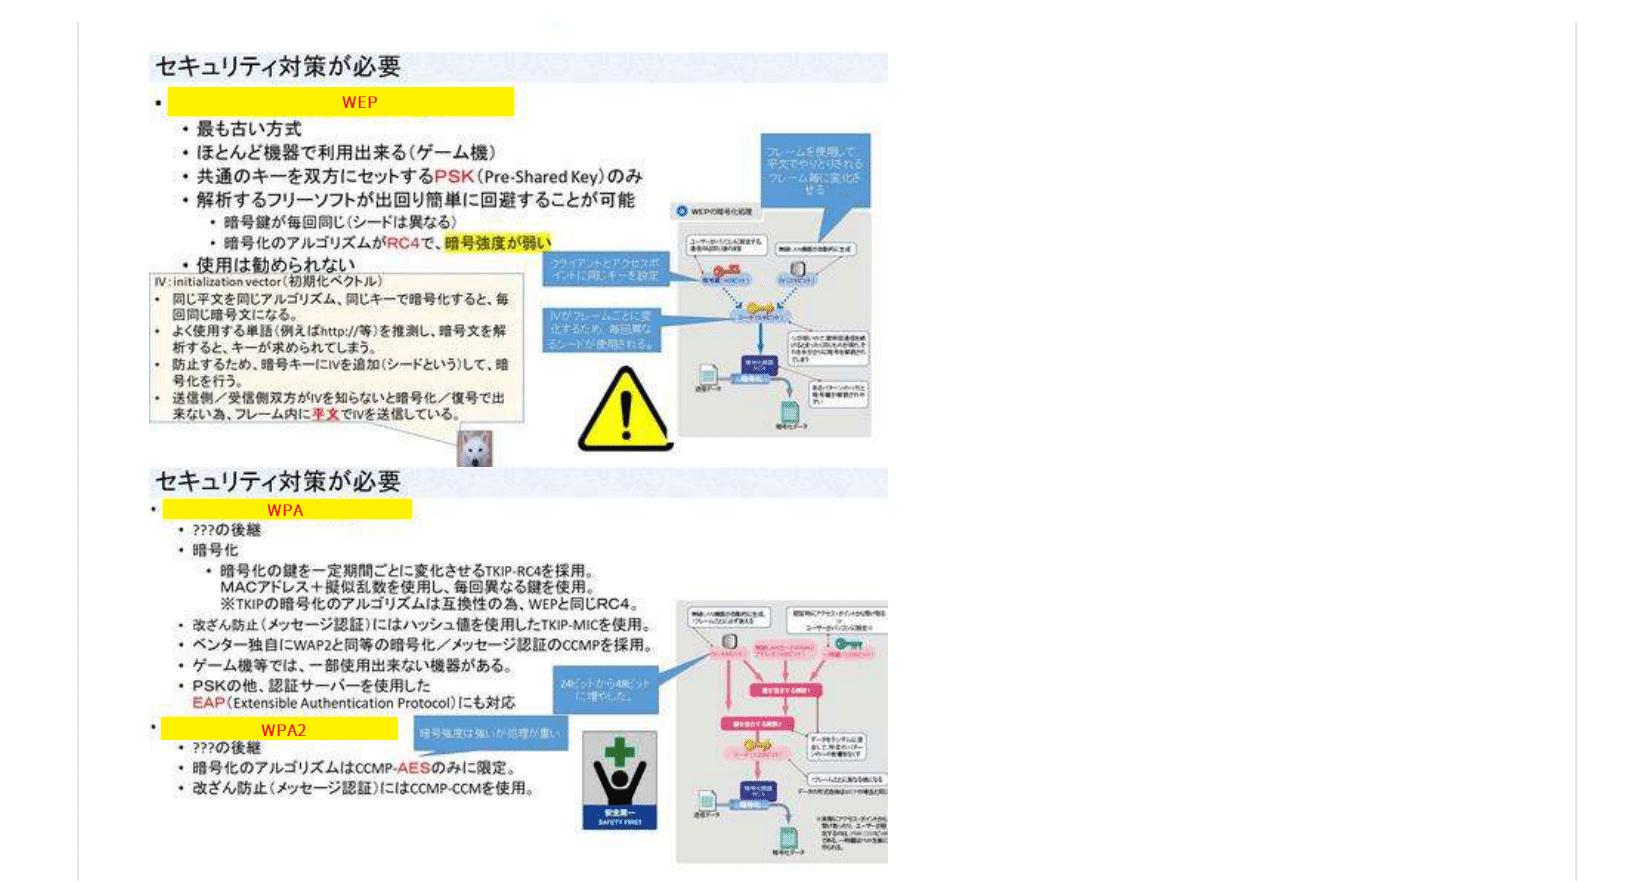 セキュリティ対策が必要
• WEP
• 最も古い方式
• ほとんど機器で利用出来る（ゲーム機）
• 共通のキーを双方にセットするPSK（Pre-Shared Key）のみ
• 解析するフリーソフトが出回り簡単に回避することが可能
• 暗号鍵が毎回同じ（シードは異なる）
• 暗号化のアルゴリズムがRC4で、暗号強度が弱い
• 使用は勧められない
IV：initialization vector（初期化ベクトル）
• 同じ平文を同じアルゴリズム、同じキーで暗号化すると、毎
回同じ暗号文になる。
• よく使用する単語（例えばhttp://等）を推測し、暗号文を解
析すると、キーが求められてしまう。
• 防止するため、暗号キーにIVを追加（シードという）して、暗
号化を行う。
• 送信側／受信側双方がIVを知らないと暗号化／復号で出
来ない為、フレーム内に平文でIVを送信している。
フレームを使用して、
平文でやりとりされる
フレーム毎に変化さ
せる
WEPの暗号化処理
クライアントとアクセスポ
イントに同じキーを設定
IVがフレームごとに変
化するため、毎回異な
るシードが使用される。
暗号化
送信データ
暗号化データ
セキュリティ対策が必要
• WPA
• ???の後継
• 暗号化
• 暗号化の鍵を一定期間ごとに変化させるTKIP-RC4を採用。
MACアドレス＋擬似乱数を使用し、毎回異なる鍵を使用。
※TKIPの暗号化のアルゴリズムは互換性の為、WEPと同じRC4。
• 改ざん防止（メッセージ認証）にはハッシュ値を使用したTKIP-MICを使用。
• ベンター独自にWAP2と同等の暗号化／メッセージ認証のCCMPを採用。
• ゲーム機等では、一部使用出来ない機器がある。
• PSKの他、認証サーバーを使用した
EAP（Extensible Authentication Protocol）にも対応
• WPA2
• ???の後継
• 暗号化のアルゴリズムはCCMP-AESのみに限定。
• 改ざん防止（メッセージ認証）にはCCMP-CCMを使用。
24ビットから48ビット
に増やした。
暗号強度は強いが処理が重い
安全第一
SAFETY FIRST
暗号化
送信データ
暗号化データ